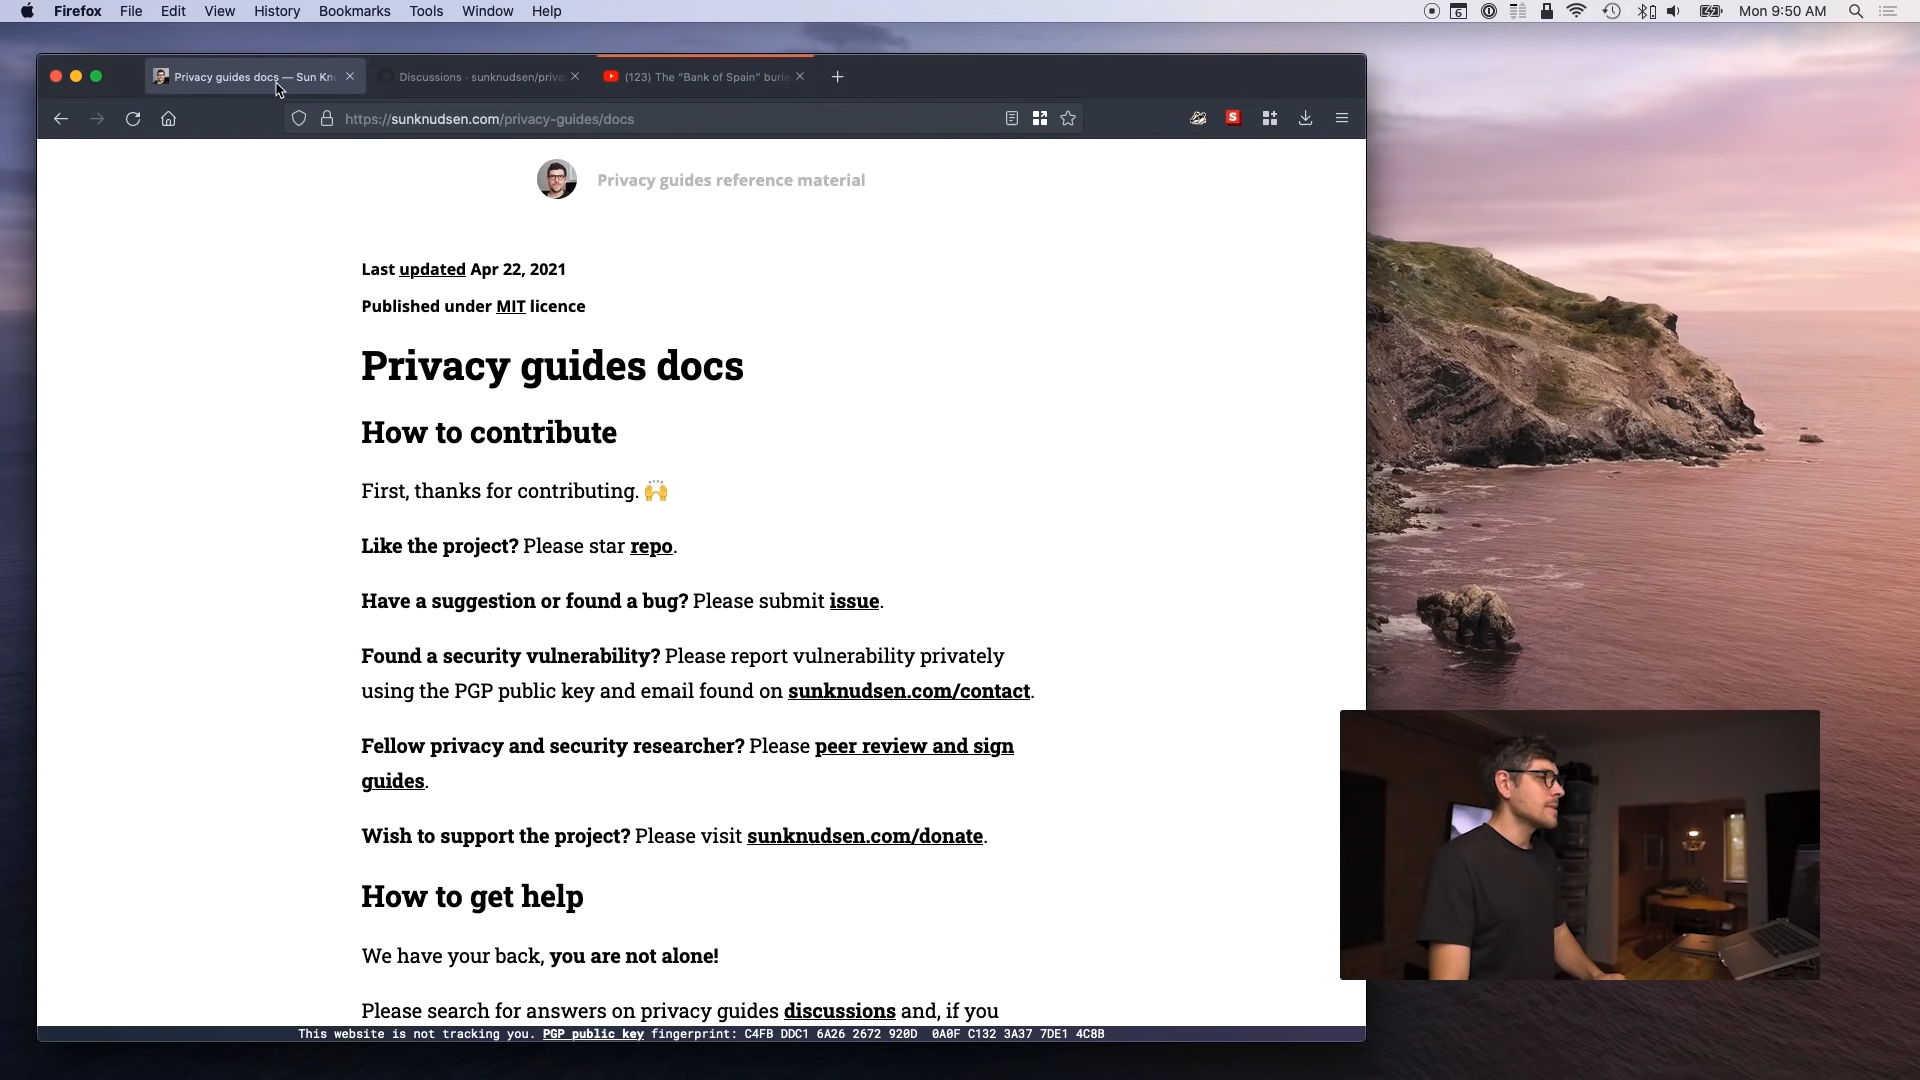 Firefox File Edit View History Bookmarks Tools Window Help
6
Mon 9:50 AM
Privacy guides docs — Sun Kn
Discussions · sunknudsen/priva
(123) The “Bank of Spain” burie
https://sunknudsen.com/privacy-guides/docs
S
Privacy guides reference material
Last updated Apr 22, 2021
Published under MIT licence
Privacy guides docs
How to contribute
First, thanks for contributing. 🙌
Like the project? Please star repo.
Have a suggestion or found a bug? Please submit issue.
Found a security vulnerability? Please report vulnerability privately
using the PGP public key and email found on sunknudsen.com/contact.
Fellow privacy and security researcher? Please peer review and sign
guides.
Wish to support the project? Please visit sunknudsen.com/donate.
How to get help
We have your back, you are not alone!
Please search for answers on privacy guides discussions and, if you
This website is not tracking you. PGP public key fingerprint: C4FB DDC1 6A26 2672 920D 0A0F C132 3A37 7DE1 4C8B